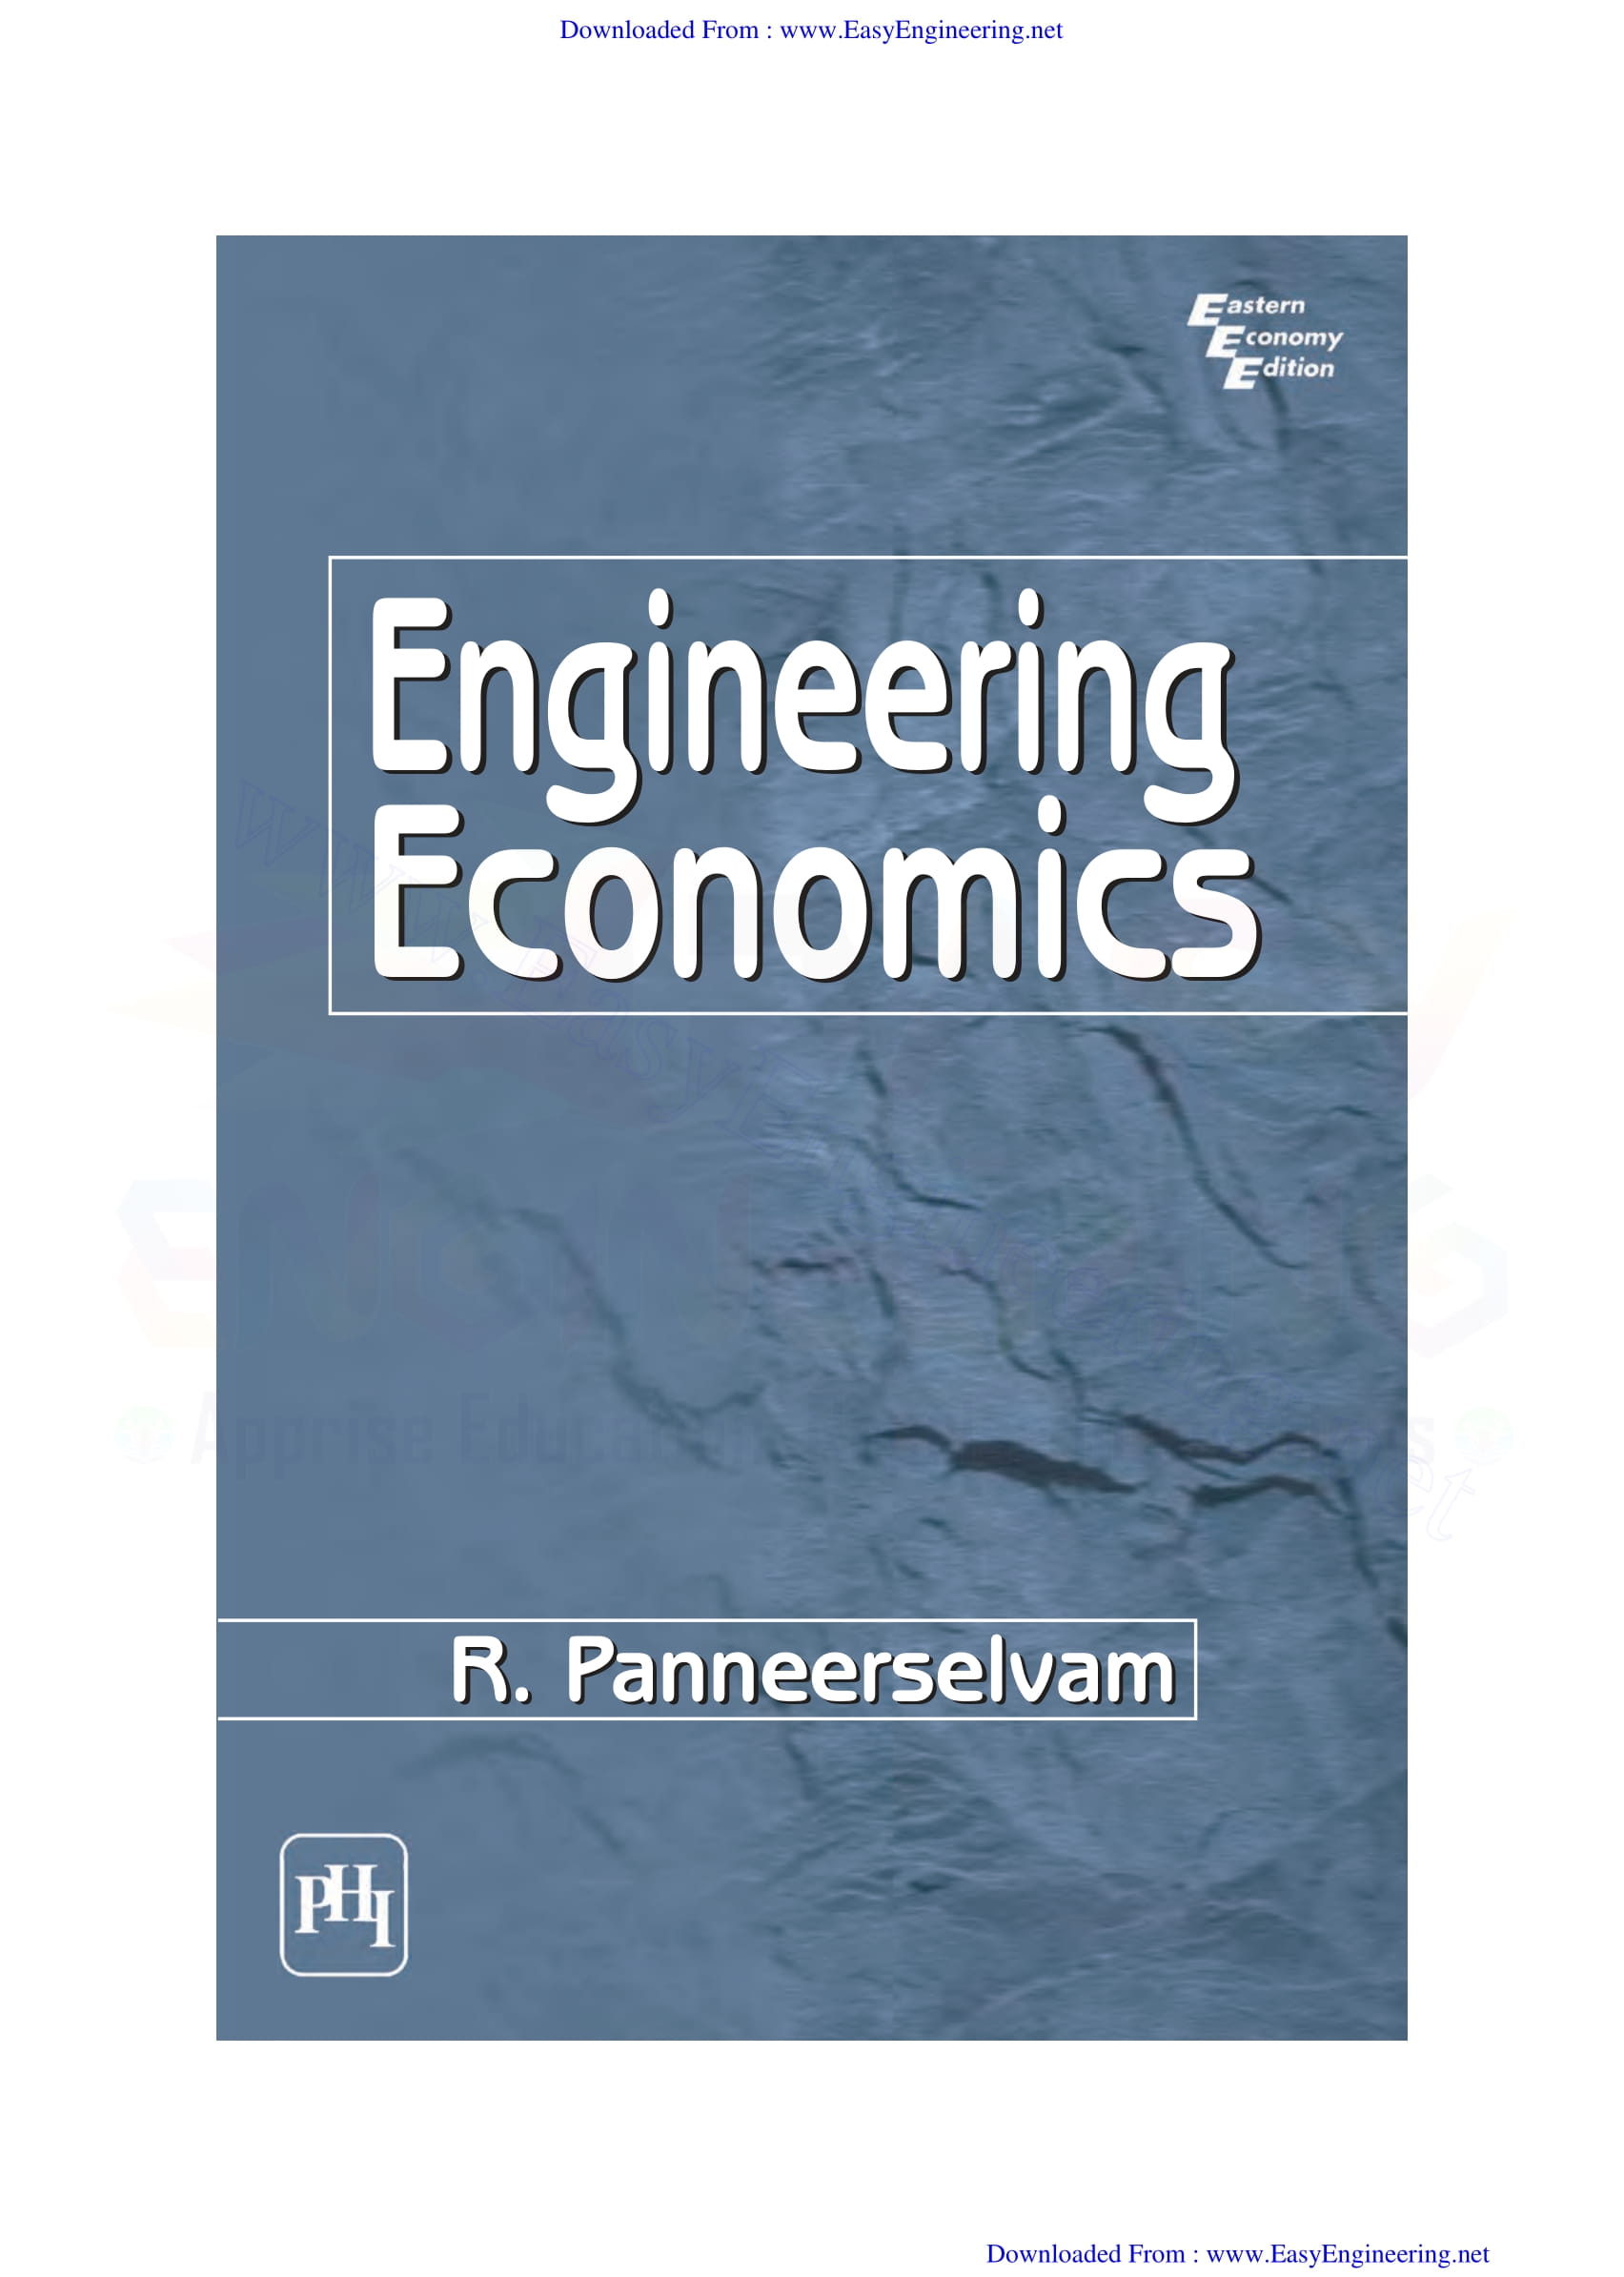 Downloaded From : www.EasyEngineering.net
Eastern
Economy
Edition
Engineering
Economics
R. Panneerselvam
PHI
Downloaded From : www.EasyEngineering.net